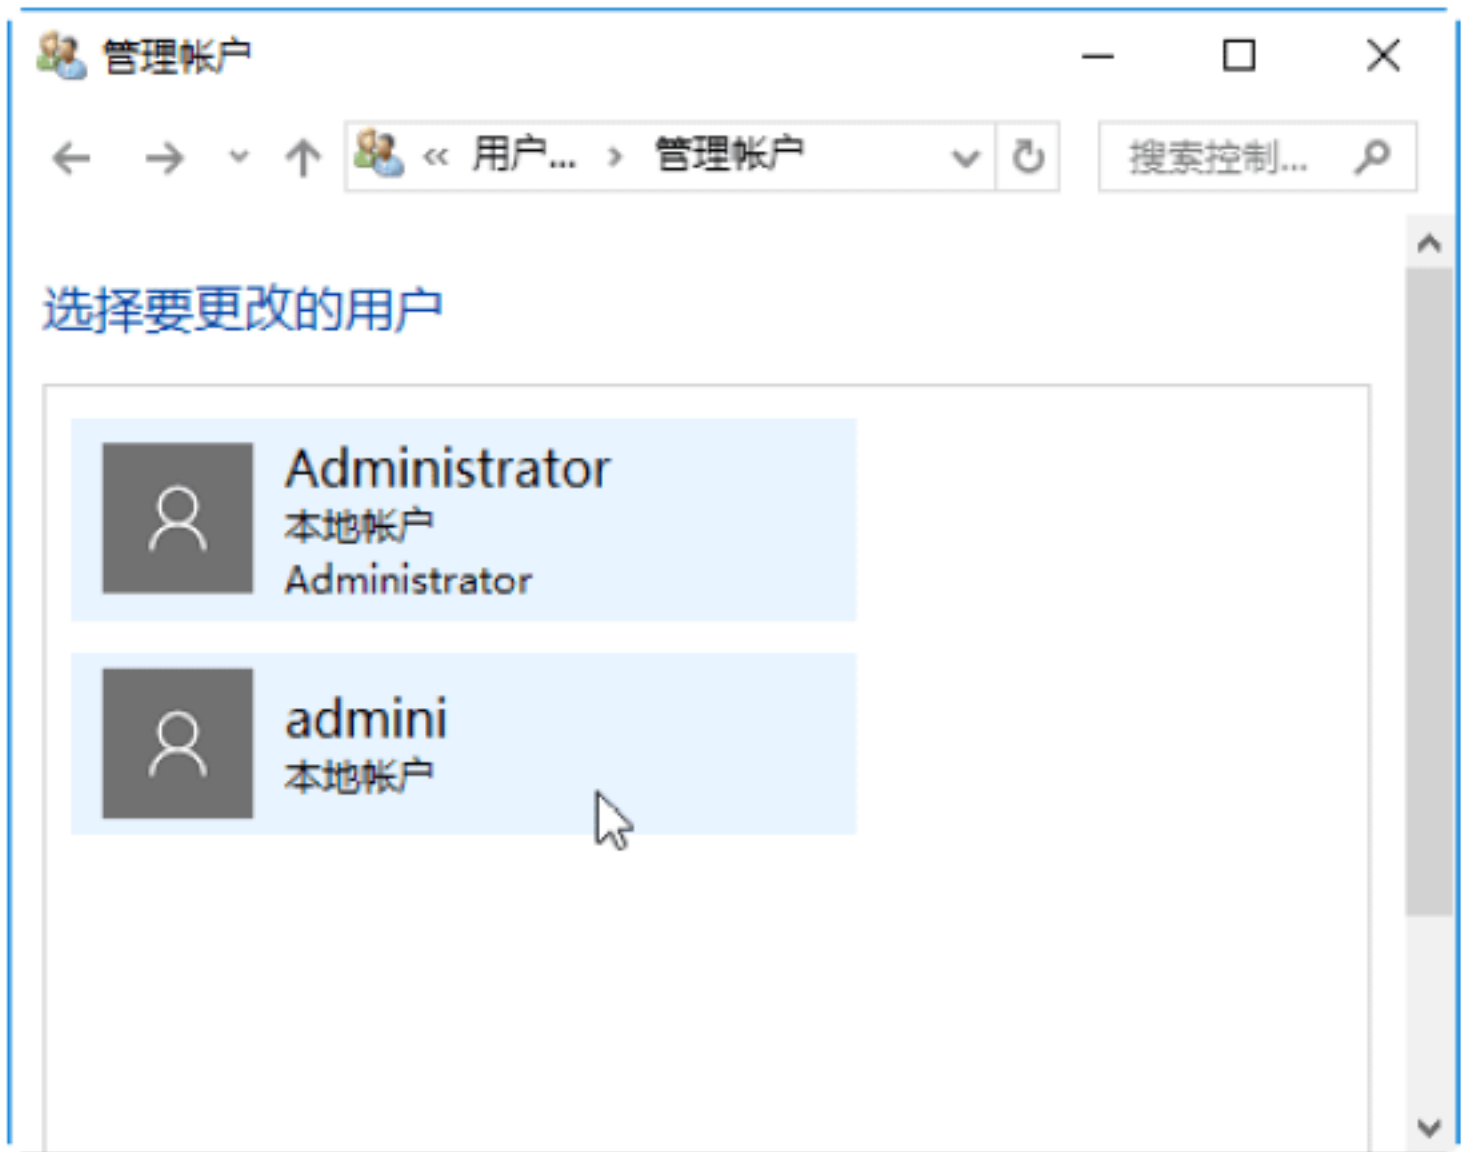 管理帐户
« 用户... › 管理帐户
搜索控制...
选择要更改的用户
Administrator
本地帐户
Administrator
admini
本地帐户